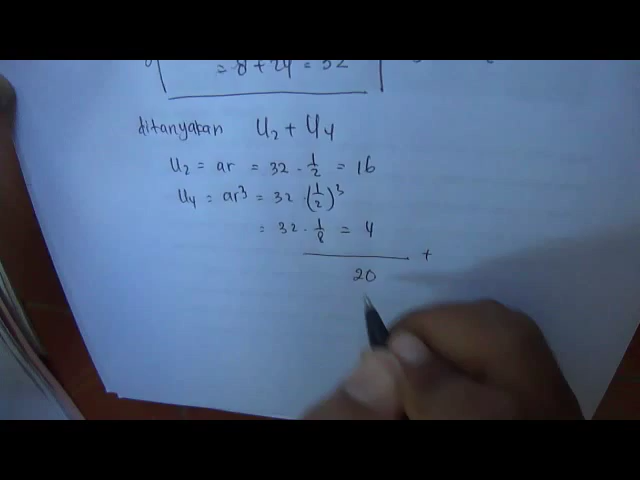 = 8 + 24 = 32
ditanyakan U₂ + U₄
U₂ = ar = 32 · 1/2 = 16
U₄ = ar³ = 32 · (1/2)³
= 32 · 1/8 = 4
+
20